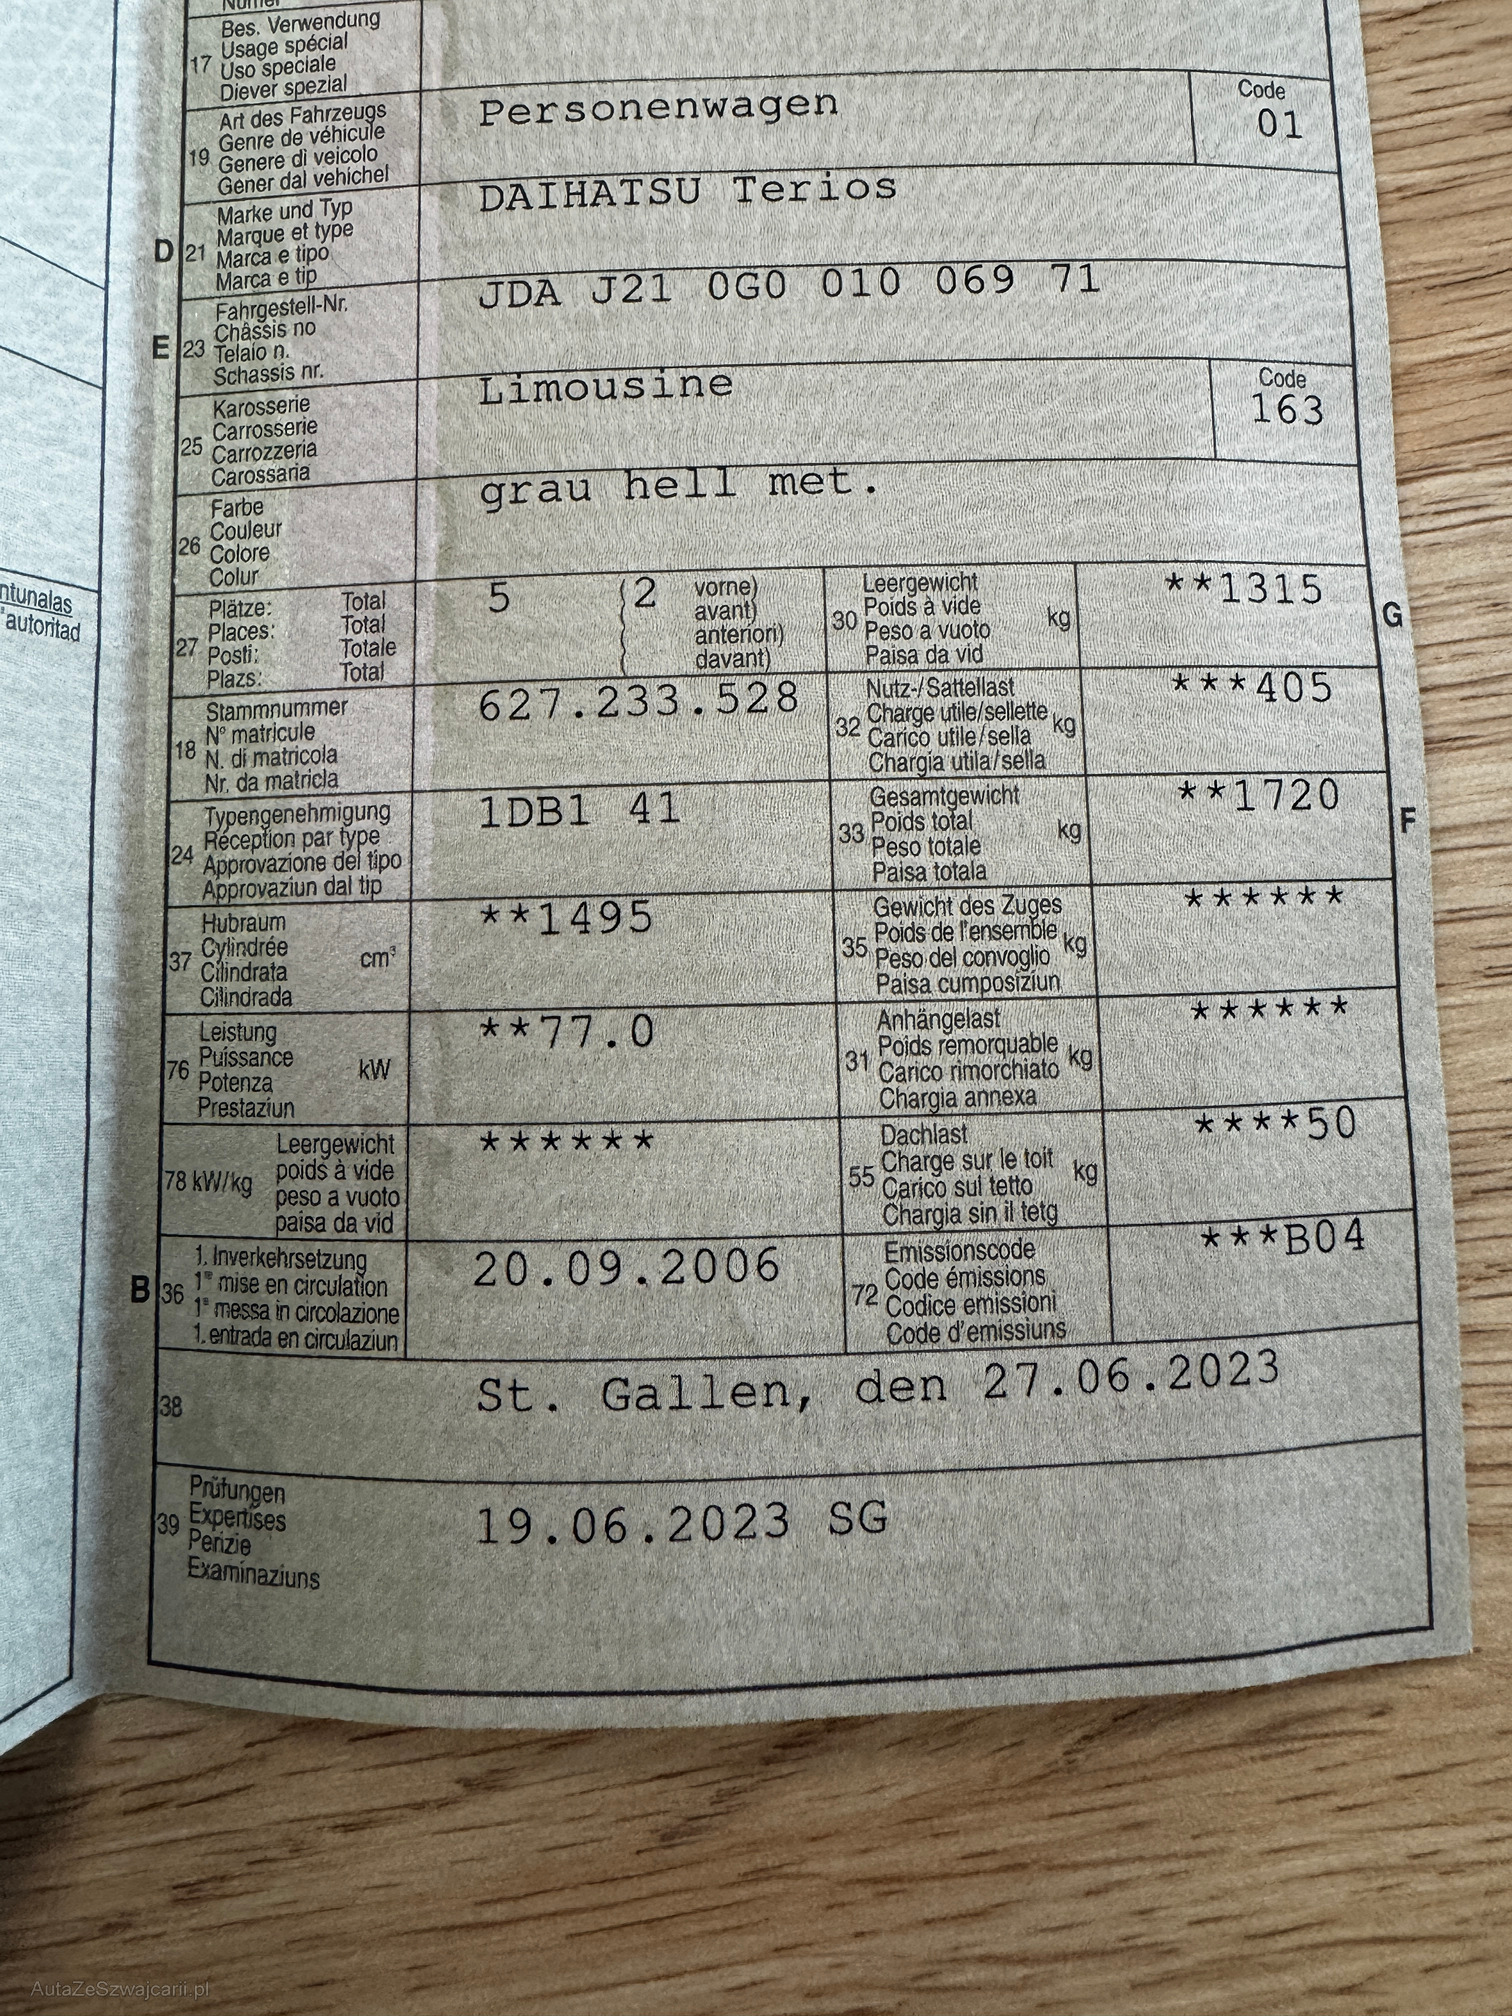 Numer
17 Bes. Verwendung
Usage spécial
Uso speciale
Diever spezial
19 Art des Fahrzeugs
Genre de véhicule
Genere di veicolo
Gener dal vehichel
Personenwagen
Code
01
D 21 Marke und Typ
Marque et type
Marca e tipo
Marca e tip
DAIHATSU Terios
E 23 Fahrgestell-Nr.
Châssis no
Telaio n.
Schassis nr.
JDA J21 0G0 010 069 71
25 Karosserie
Carrosserie
Carrozzeria
Carossaria
Limousine
Code
163
26 Farbe
Couleur
Colore
Colur
grau hell met.
27 Plätze: Total
Places: Total
Posti: Totale
Plazs: Total
5 (2 vorne)
( avant)
( anteriori)
( davant)
30 Leergewicht
Poids à vide kg
Peso a vuoto
Paisa da vid
**1315
G
18 Stammnummer
N° matricule
N. di matricola
Nr. da matricla
627.233.528
32 Nutz-/Sattellast
Charge utile/sellette kg
Carico utile/sella
Chargia utila/sella
***405
24 Typengenehmigung
Réception par type
Approvazione del tipo
Approvaziun dal tip
1DB1 41
33 Gesamtgewicht
Poids total kg
Peso totale
Paisa totala
**1720
F
37 Hubraum
Cylindrée cm³
Cilindrata
Cilindrada
**1495
35 Gewicht des Zuges
Poids de l'ensemble kg
Peso del convoglio
Paisa cumposiziun
******
76 Leistung
Puissance kW
Potenza
Prestaziun
**77.0
31 Anhängelast
Poids remorquable kg
Carico rimorchiato
Chargia annexa
******
78 kW/kg Leergewicht
poids à vide
peso a vuoto
paisa da vid
******
55 Dachlast
Charge sur le toit kg
Carico sul tetto
Chargia sin il tetg
****50
B 36 1. Inverkehrsetzung
1re mise en circulation
1a messa in circolazione
1. entrada en circulaziun
20.09.2006
72 Emissionscode
Code émissions
Codice emissioni
Code d'emissiuns
***B04
38 St. Gallen, den 27.06.2023
39 Prüfungen
Expertises
Perizie
Examinaziuns
19.06.2023 SG
ntunalas
'autoritad
AutaZeSzwajcarii.pl